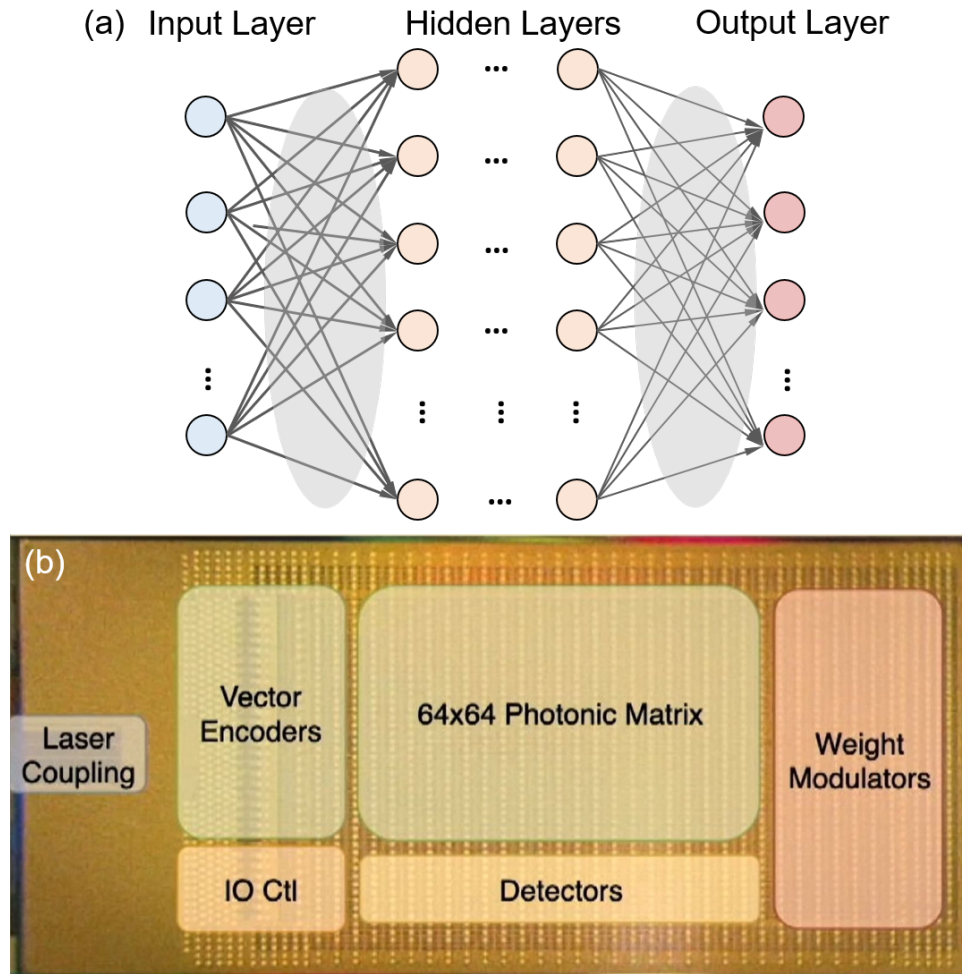 (a) Input Layer Hidden Layers Output Layer
...
...
...
...
(b)
Vector
Encoders
64x64 Photonic Matrix
Weight
Modulators
Laser
Coupling
IO Ctl
Detectors